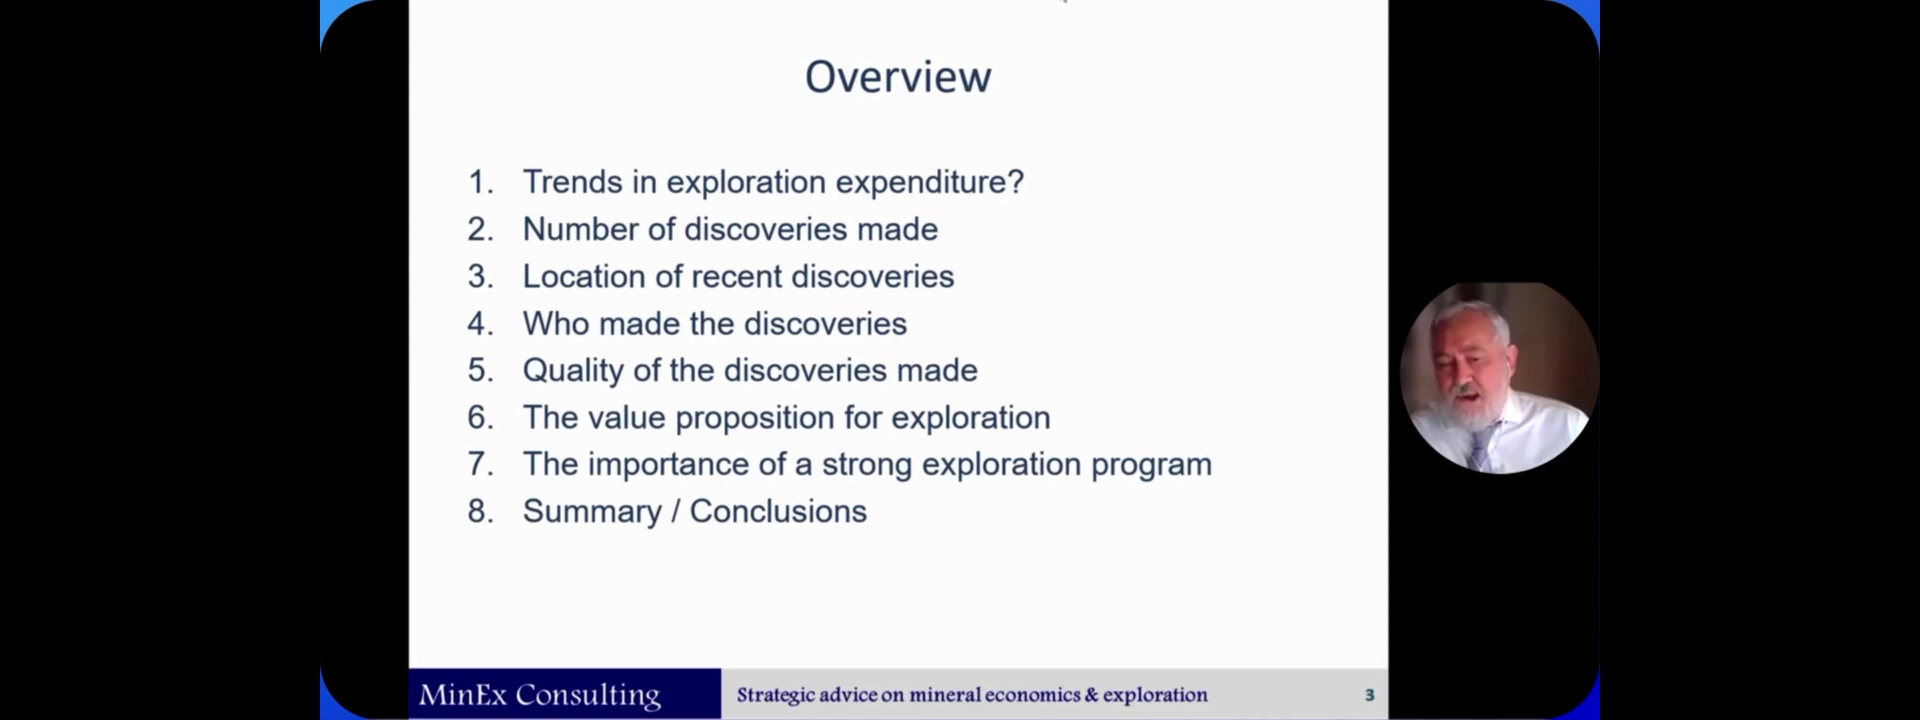 Overview
1. Trends in exploration expenditure?
2. Number of discoveries made
3. Location of recent discoveries
4. Who made the discoveries
5. Quality of the discoveries made
6. The value proposition for exploration
7. The importance of a strong exploration program
8. Summary / Conclusions
MinEx Consulting
Strategic advice on mineral economics & exploration
3